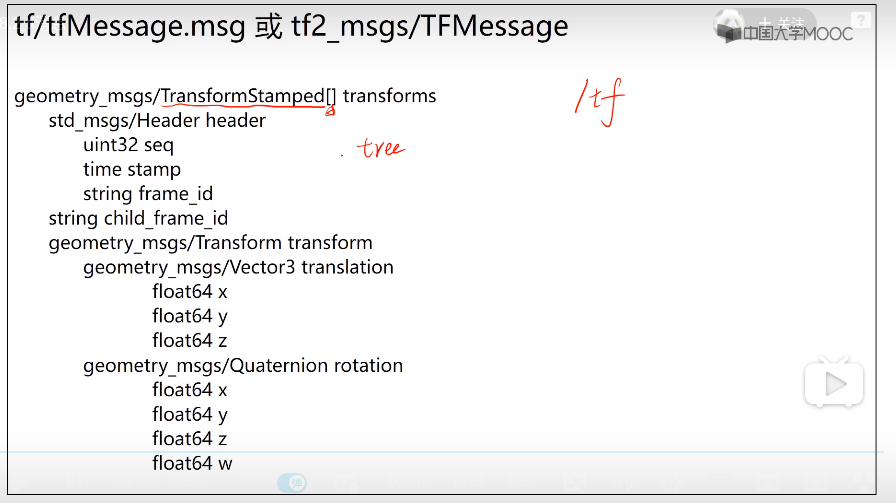 tf/tfMessage.msg 或 tf2_msgs/TFMessage
中国大学MOOC
+ 关注
?
geometry_msgs/TransformStamped[] transforms
/tf
std_msgs/Header header
uint32 seq
tree
time stamp
string frame_id
string child_frame_id
geometry_msgs/Transform transform
geometry_msgs/Vector3 translation
float64 x
float64 y
float64 z
geometry_msgs/Quaternion rotation
float64 x
float64 y
float64 z
float64 w
弹